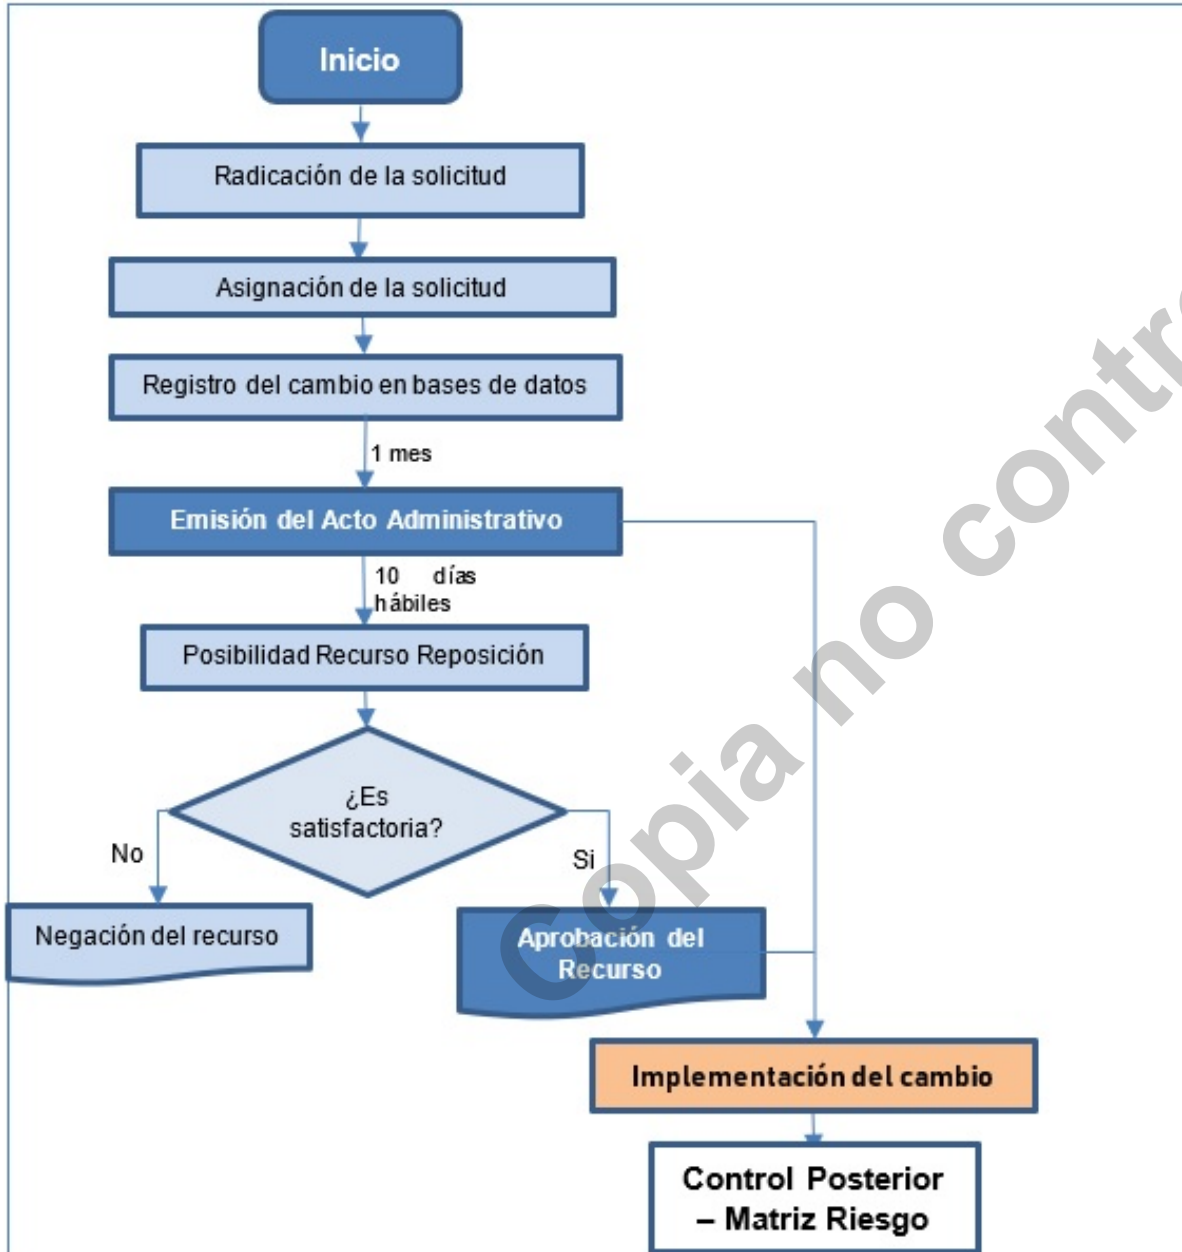 Inicio
Radicación de la solicitud
Asignación de la solicitud
Registro del cambio en bases de datos
1 mes
Emisión del Acto Administrativo
10 días
hábiles
Posibilidad Recurso Reposición
¿Es
satisfactoria?
No
Si
Negación del recurso
Aprobación del
Recurso
Implementación del cambio
Control Posterior
– Matriz Riesgo
Copia no contr